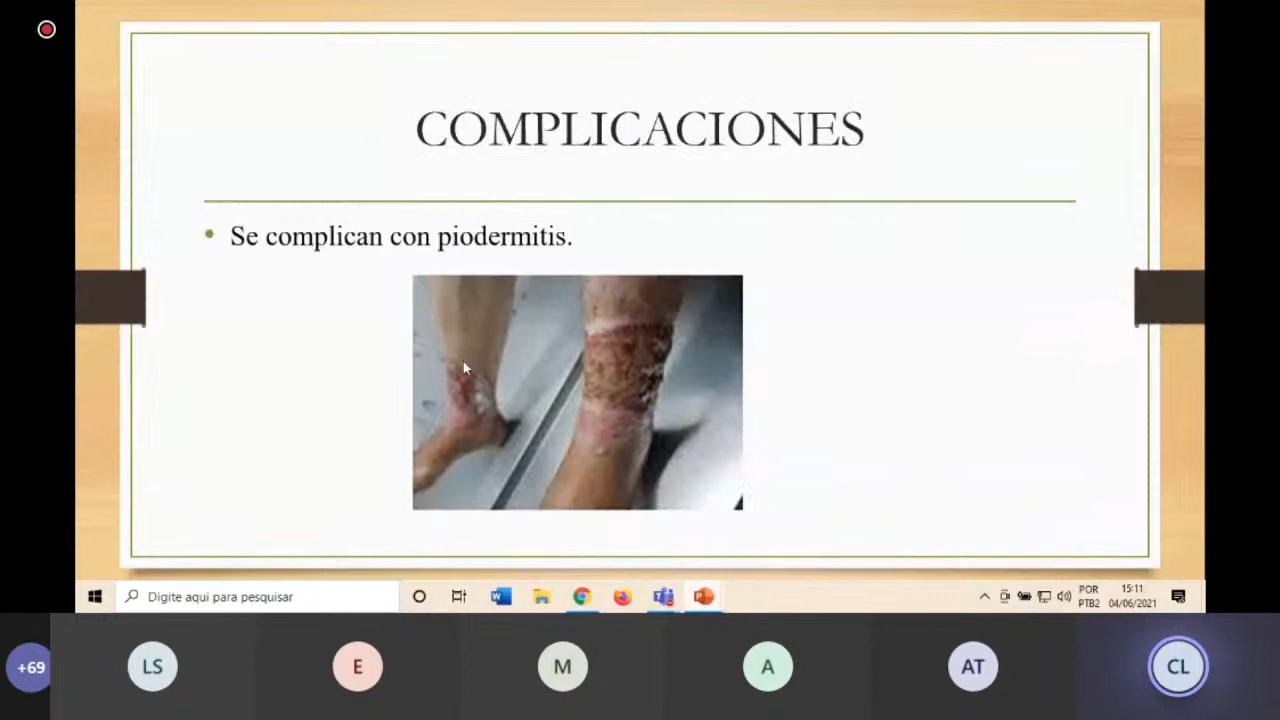 COMPLICACIONES
• Se complican con piodermitis.
Digite aqui para pesquisar
POR
PTB2
15:11
04/06/2021
+69
LS
E
M
A
AT
CL